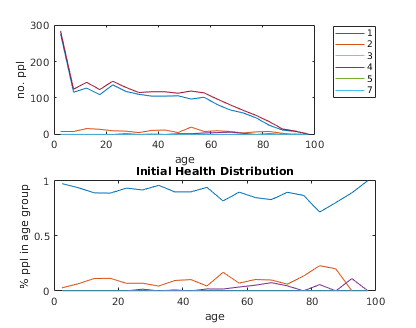 300
200
100
0
no. ppl
0 20 40 60 80 100
age
1
2
3
4
5
7
Initial Health Distribution
1
0.5
0
% ppl in age group
0 20 40 60 80 100
age